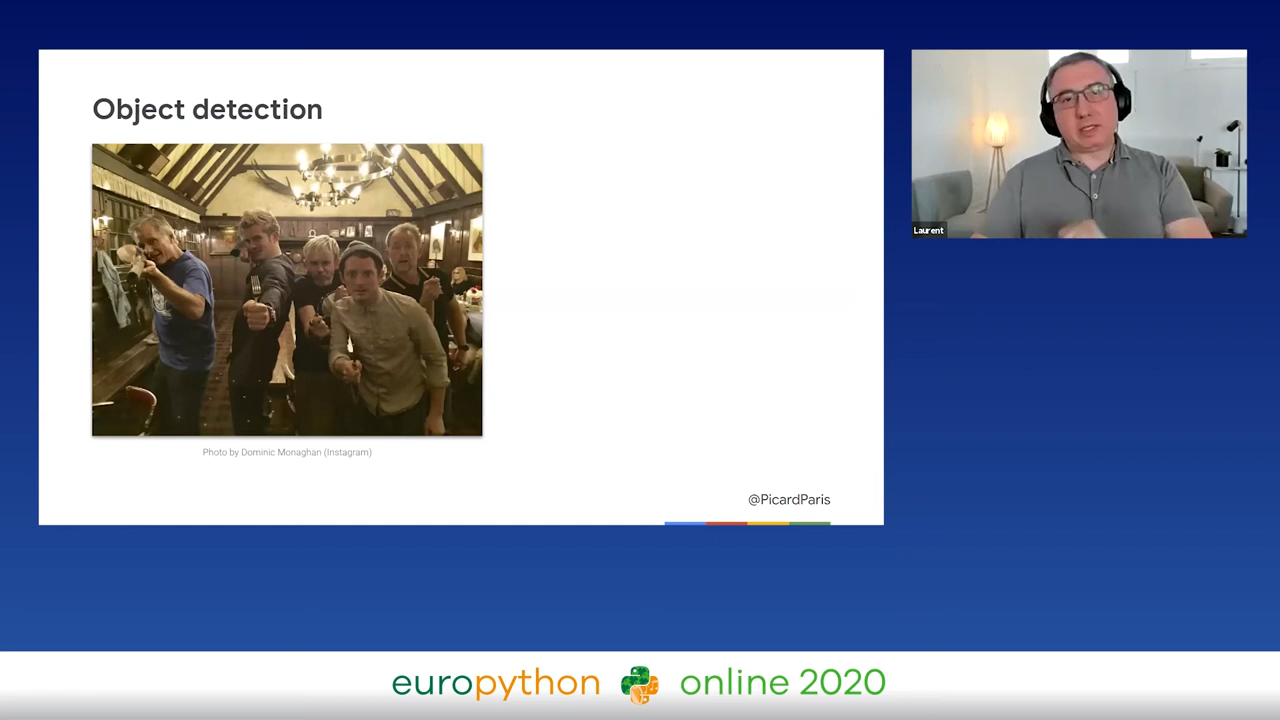 Object detection
Photo by Dominic Monaghan (Instagram)
@PicardParis
Laurent
europython online 2020